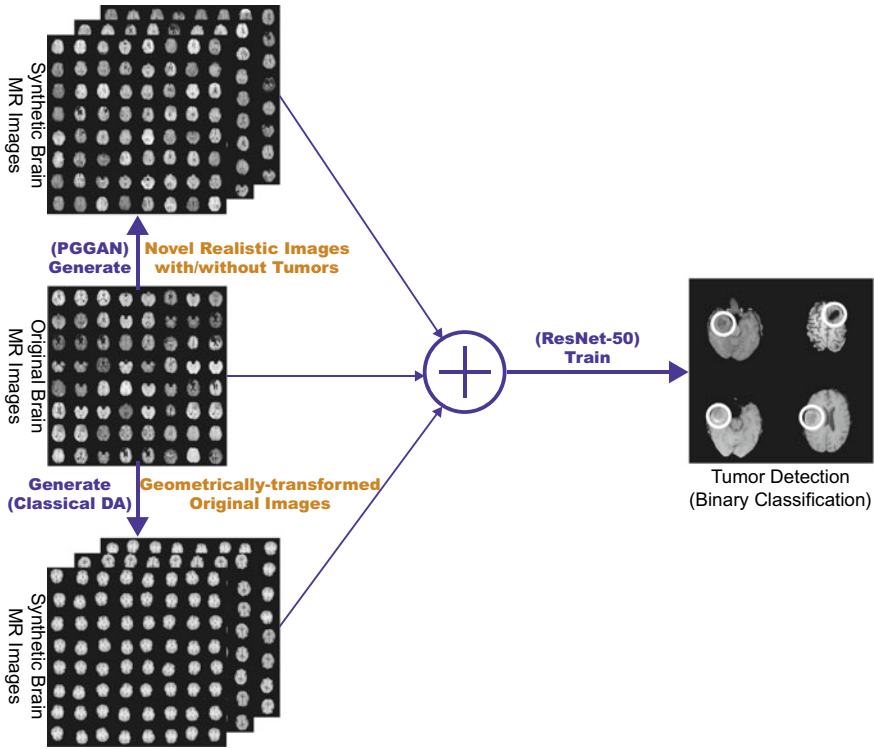 Synthetic Brain
MR Images
(PGGAN)
Generate
Novel Realistic Images
with/without Tumors
Original Brain
MR Images
(ResNet-50)
Train
Tumor Detection
(Binary Classification)
Generate
(Classical DA)
Geometrically-transformed
Original Images
Synthetic Brain
MR Images